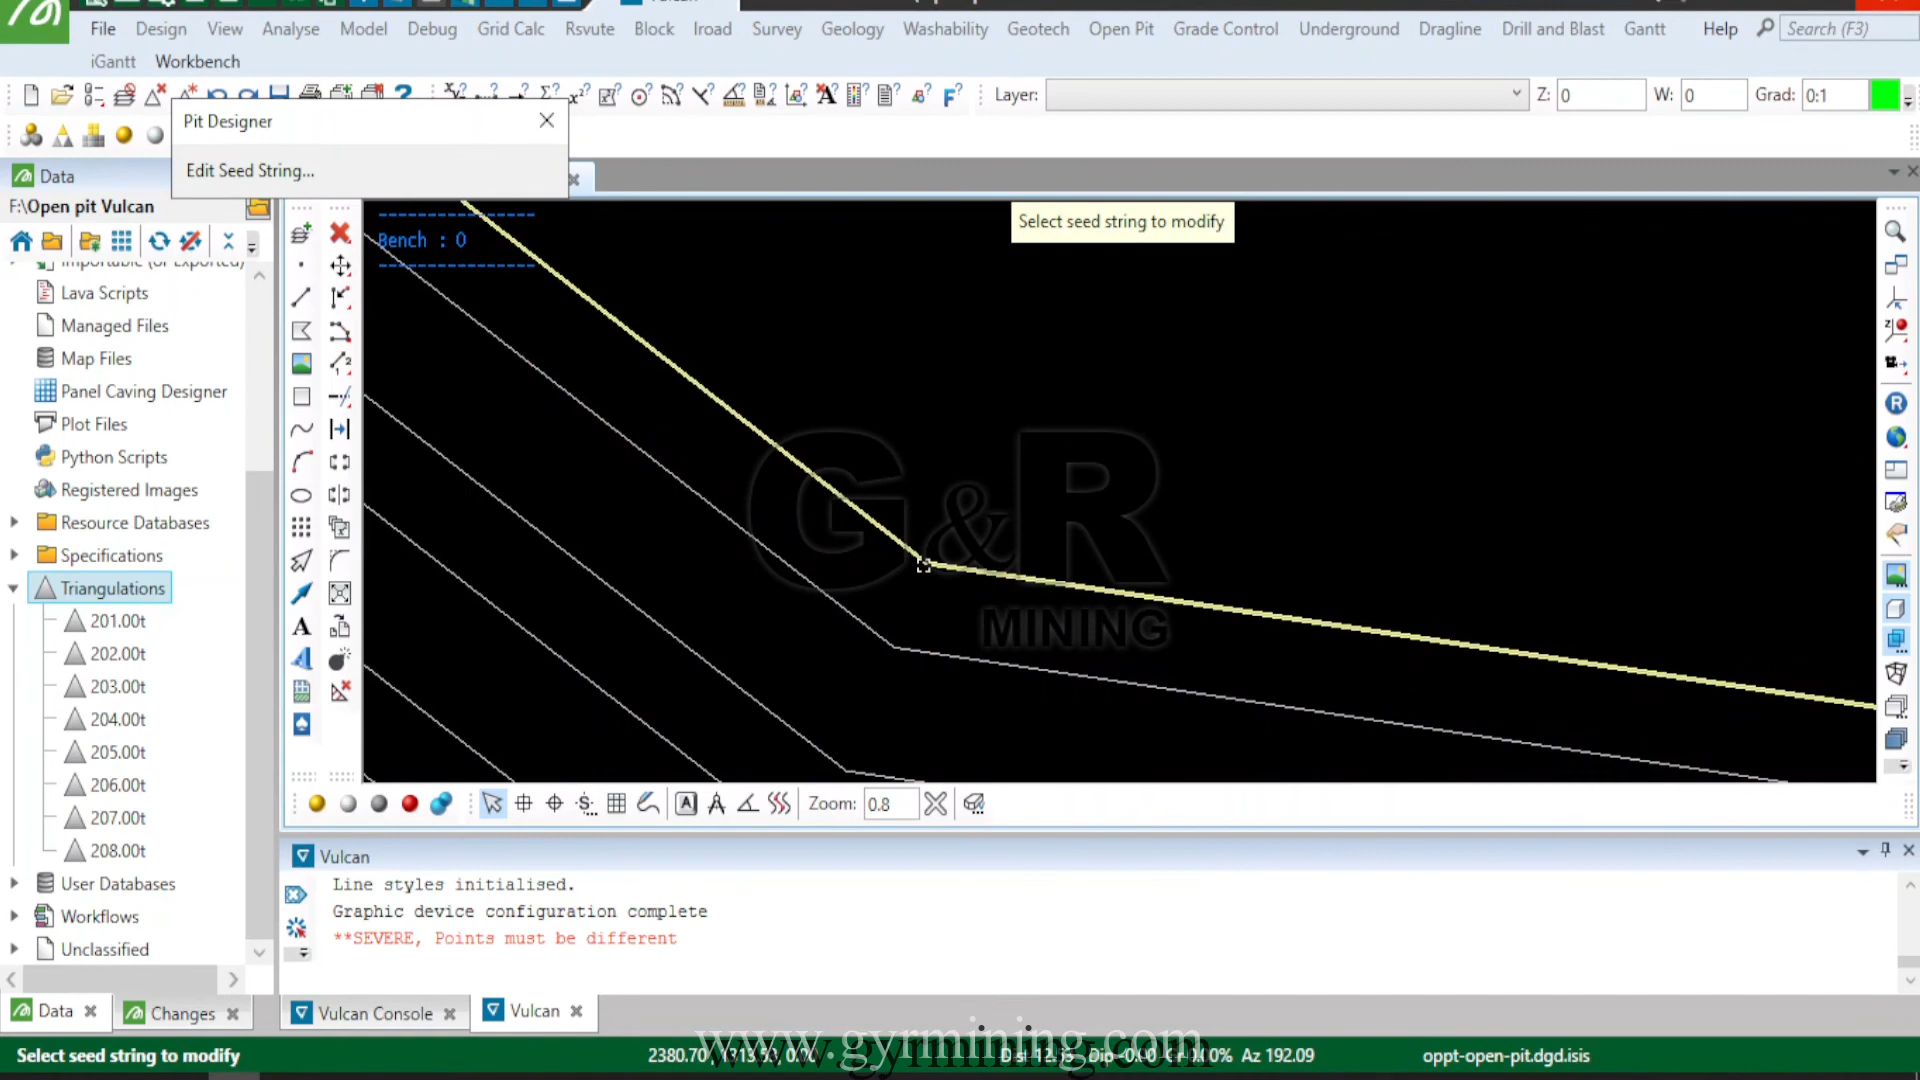 Vulcan
File Design View Analyse Model Debug Grid Calc Rsvute Block Iroad Survey Geology Washability Geotech Open Pit Grade Control Underground Dragline Drill and Blast Gantt Help Search (F3)
iGantt Workbench
Layer: Z: 0 W: 0 Grad: 0:1
Pit Designer
Edit Seed String...
Data
F:\Open pit Vulcan
Select seed string to modify
Bench : 0
Importable (or Exported)
Lava Scripts
Managed Files
Map Files
Panel Caving Designer
Plot Files
Python Scripts
Registered Images
Resource Databases
Specifications
Triangulations
201.00t
202.00t
203.00t
204.00t
205.00t
206.00t
207.00t
208.00t
User Databases
Workflows
Unclassified
G&R
MINING
Zoom: 0.8
Vulcan
Line styles initialised.
Graphic device configuration complete
**SEVERE, Points must be different
Data Changes Vulcan Console Vulcan
www.gyrmining.com
Select seed string to modify 2380.70, Az 192.09 oppt-open-pit.dgd.isis